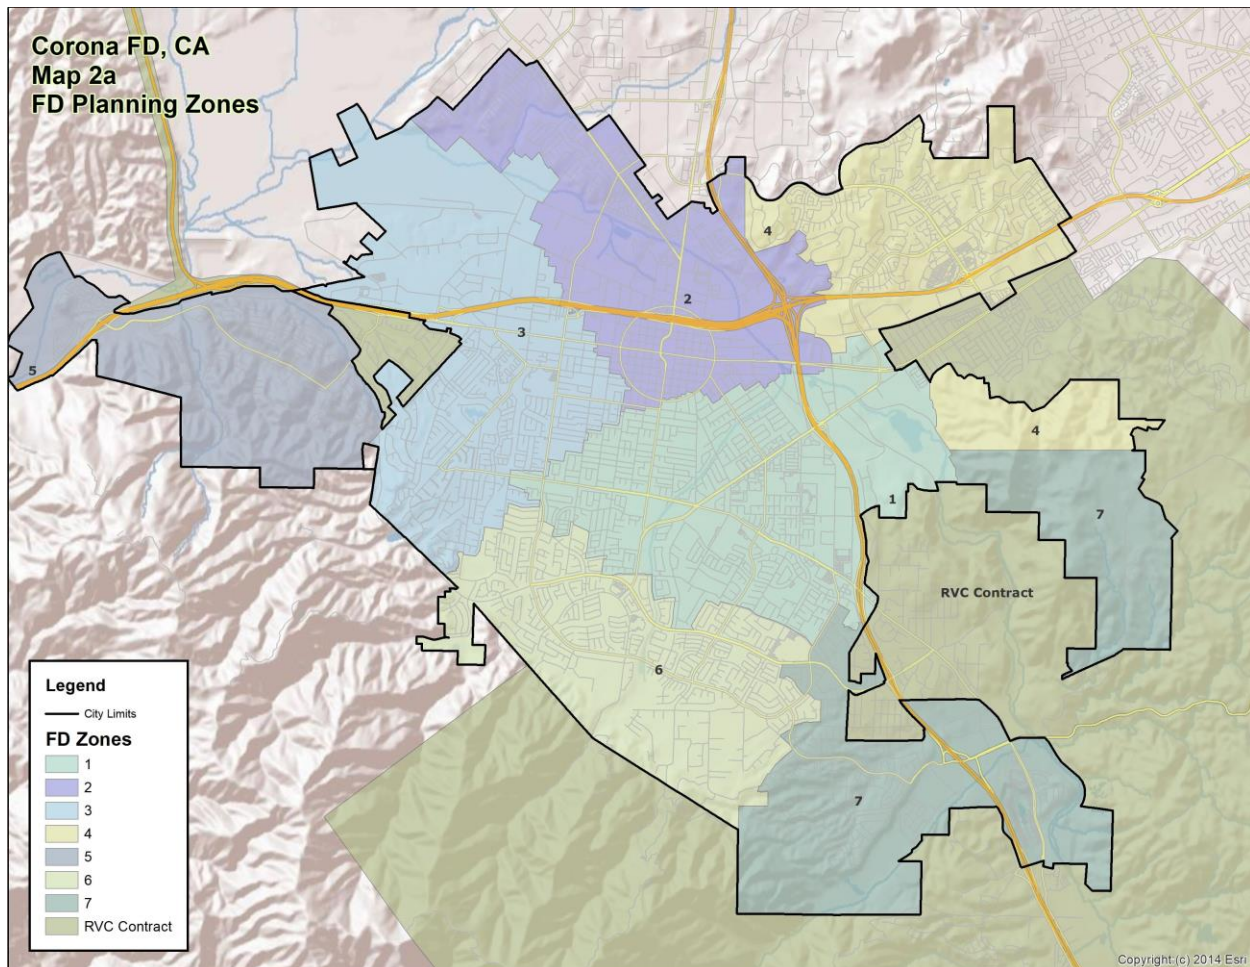 Corona FD, CA
Map 2a
FD Planning Zones
4
2
3
5
4
1
7
RVC Contract
6
7
Legend
City Limits
FD Zones
1
2
3
4
5
6
7
RVC Contract
Copyright (c) 2014 Esri